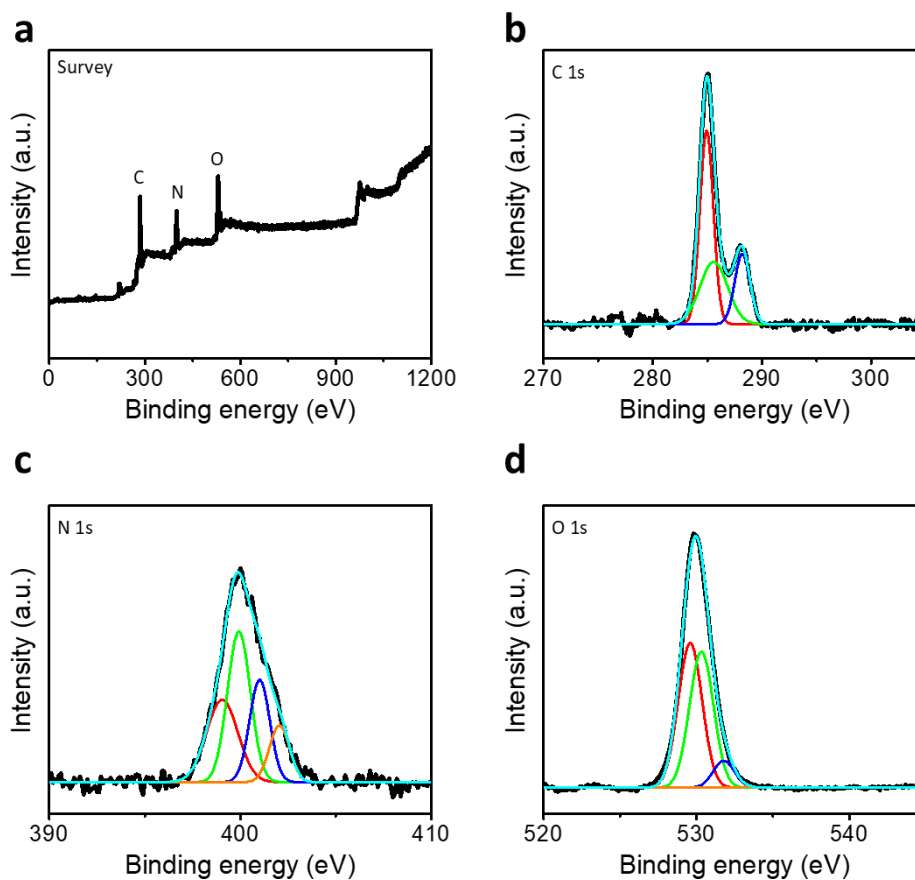 a
Survey
C
N
O
Intensity (a.u.)
0 300 600 900 1200
Binding energy (eV)
b
C 1s
Intensity (a.u.)
270 280 290 300
Binding energy (eV)
c
N 1s
Intensity (a.u.)
390 400 410
Binding energy (eV)
d
O 1s
Intensity (a.u.)
520 530 540
Binding energy (eV)